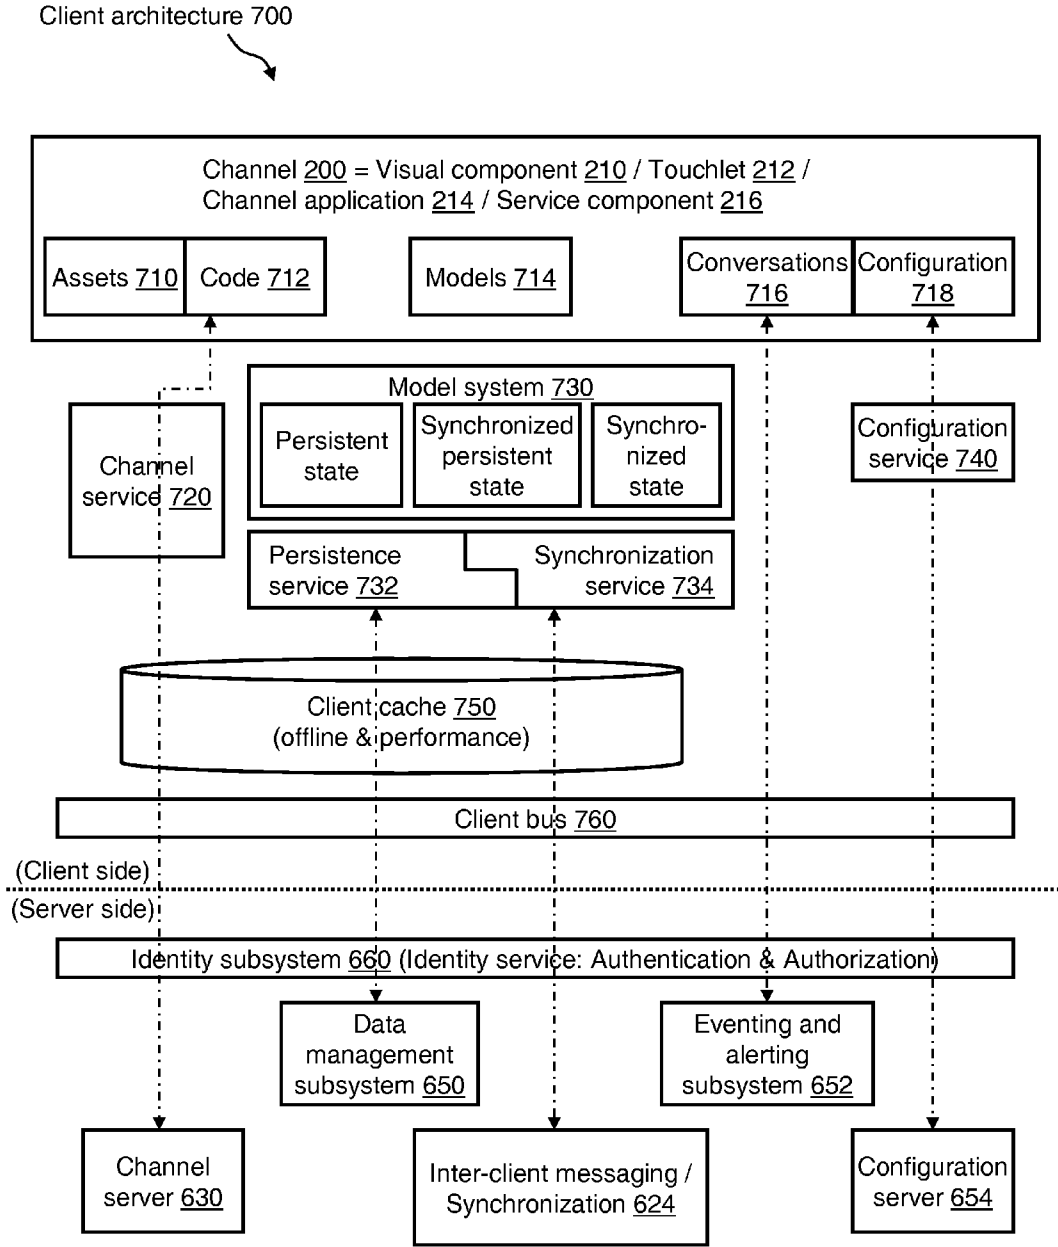 Client architecture 700
Channel 200 = Visual component 210 / Touchlet 212 /
Channel application 214 / Service component 216
Assets 710
Code 712
Models 714
Conversations
716
Configuration
718
Model system 730
Persistent
state
Synchronized
persistent
state
Synchro-
nized
state
Channel
service 720
Configuration
service 740
Persistence
service 732
Synchronization
service 734
Client cache 750
(offline & performance)
Client bus 760
(Client side)
(Server side)
Identity subsystem 660 (Identity service: Authentication & Authorization)
Data
management
subsystem 650
Eventing and
alerting
subsystem 652
Channel
server 630
Inter-client messaging /
Synchronization 624
Configuration
server 654